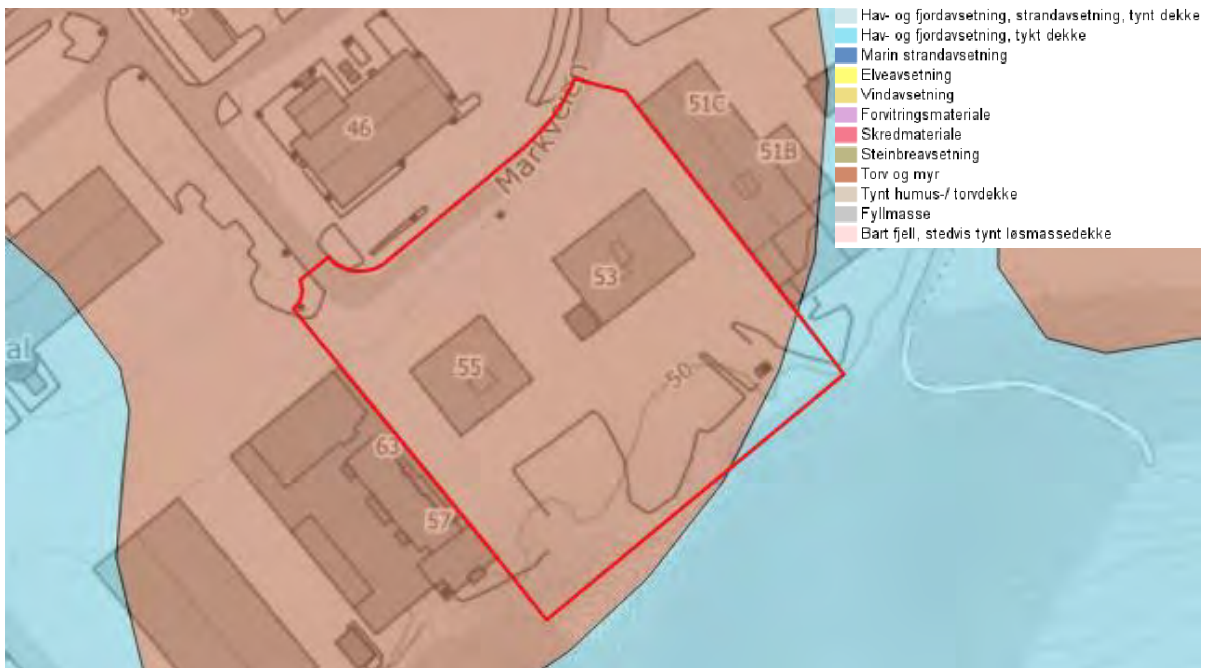 Hav- og fjordavsetning, strandavsetning, tynt dekke
Hav- og fjordavsetning, tykt dekke
Marin strandavsetning
Elveavsetning
Vindavsetning
Forvitringsmateriale
Skredmateriale
Steinbreavsetning
Torv og myr
Tynt humus-/ torvdekke
Fyllmasse
Bart fjell, stedvis tynt løsmassedekke
51C
46
51B
Markveien
53
55
50
al
63
57